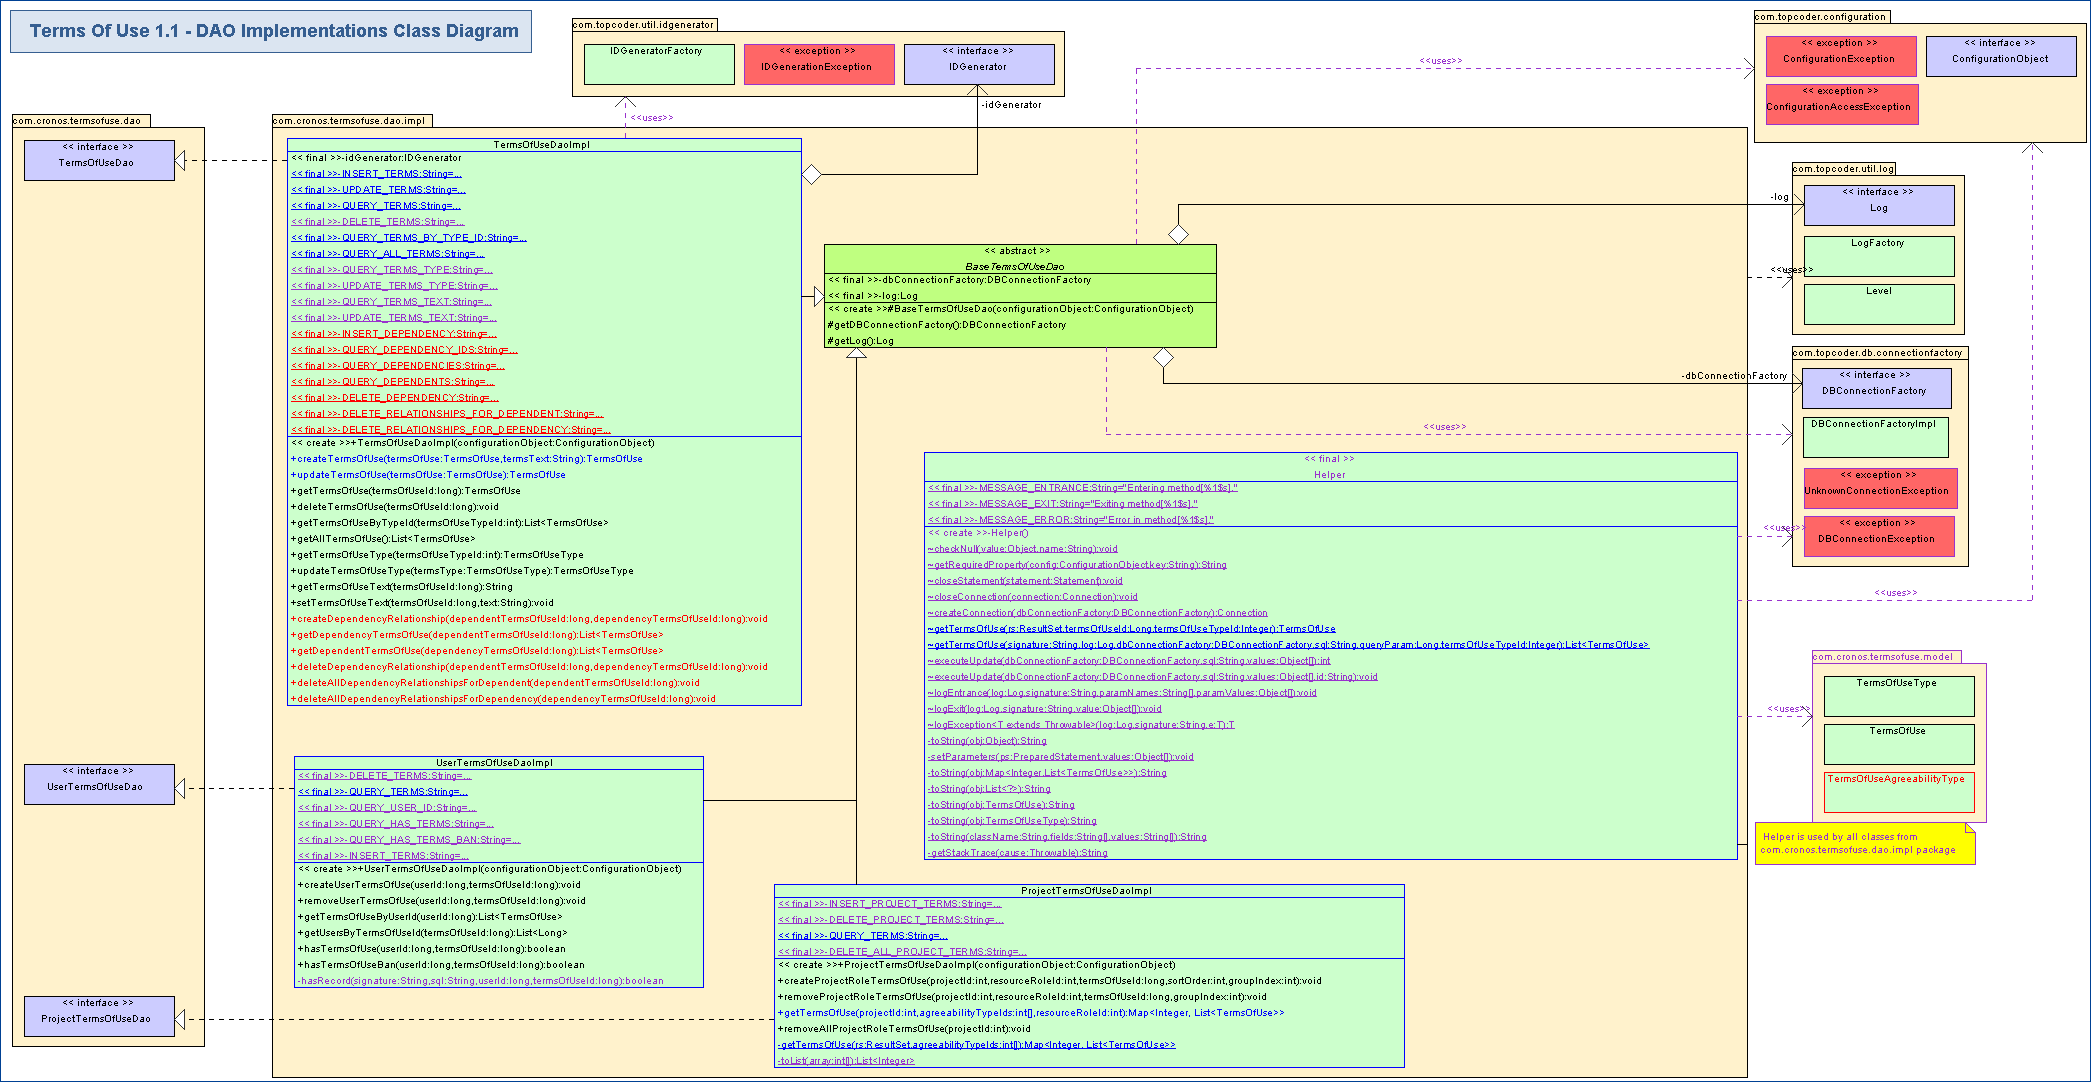 Terms Of Use 1.1 - DAO Implementations Class Diagram
com.topcoder.util.idgenerator
IDGeneratorFactory
<< exception >>
IDGenerationException
<< interface >>
IDGenerator
-idGenerator
<<uses>>
<<uses>>
com.topcoder.configuration
<< exception >>
ConfigurationException
<< interface >>
ConfigurationObject
<< exception >>
ConfigurationAccessException
com.cronos.termsofuse.dao
<< interface >>
TermsOfUseDao
<< interface >>
UserTermsOfUseDao
<< interface >>
ProjectTermsOfUseDao
com.cronos.termsofuse.dao.impl
TermsOfUseDaoImpl
<< final >>-idGenerator:IDGenerator
<< final >>-INSERT_TERMS:String=...
<< final >>-UPDATE_TERMS:String=...
<< final >>-QUERY_TERMS:String=...
<< final >>-DELETE_TERMS:String=...
<< final >>-QUERY_TERMS_BY_TYPE_ID:String=...
<< final >>-QUERY_ALL_TERMS:String=...
<< final >>-QUERY_TERMS_TYPE:String=...
<< final >>-UPDATE_TERMS_TYPE:String=...
<< final >>-QUERY_TERMS_TEXT:String=...
<< final >>-UPDATE_TERMS_TEXT:String=...
<< final >>-INSERT_DEPENDENCY:String=...
<< final >>-QUERY_DEPENDENCY_IDS:String=...
<< final >>-QUERY_DEPENDENCIES:String=...
<< final >>-QUERY_DEPENDENTS:String=...
<< final >>-DELETE_DEPENDENCY:String=...
<< final >>-DELETE_RELATIONSHIPS_FOR_DEPENDENT:String=...
<< final >>-DELETE_RELATIONSHIPS_FOR_DEPENDENCY:String=...
<< create >>+TermsOfUseDaoImpl(configurationObject:ConfigurationObject)
+createTermsOfUse(termsOfUse:TermsOfUse,termsText:String):TermsOfUse
+updateTermsOfUse(termsOfUse:TermsOfUse):TermsOfUse
+getTermsOfUse(termsOfUseId:long):TermsOfUse
+deleteTermsOfUse(termsOfUseId:long):void
+getTermsOfUseByTypeId(termsOfUseTypeId:int):List<TermsOfUse>
+getAllTermsOfUse():List<TermsOfUse>
+getTermsOfUseType(termsOfUseTypeId:int):TermsOfUseType
+updateTermsOfUseType(termsType:TermsOfUseType):TermsOfUseType
+getTermsOfUseText(termsOfUseId:long):String
+setTermsOfUseText(termsOfUseId:long,text:String):void
+createDependencyRelationship(dependentTermsOfUseId:long,dependencyTermsOfUseId:long):void
+getDependencyTermsOfUse(dependentTermsOfUseId:long):List<TermsOfUse>
+getDependentTermsOfUse(dependencyTermsOfUseId:long):List<TermsOfUse>
+deleteDependencyRelationship(dependentTermsOfUseId:long,dependencyTermsOfUseId:long):void
+deleteAllDependencyRelationshipsForDependent(dependentTermsOfUseId:long):void
+deleteAllDependencyRelationshipsForDependency(dependencyTermsOfUseId:long):void
<< abstract >>
BaseTermsOfUseDao
<< final >>-dbConnectionFactory:DBConnectionFactory
<< final >>-log:Log
<< create >>#BaseTermsOfUseDao(configurationObject:ConfigurationObject)
#getDBConnectionFactory():DBConnectionFactory
#getLog():Log
com.topcoder.util.log
<< interface >>
Log
-log
LogFactory
<<uses>>
Level
com.topcoder.db.connectionfactory
<< interface >>
DBConnectionFactory
-dbConnectionFactory
DBConnectionFactoryImpl
<<uses>>
<< exception >>
UnknownConnectionException
<< exception >>
DBConnectionException
<<uses>>
<< final >>
Helper
<< final >>-MESSAGE_ENTRANCE:String="Entering method[%1$s]."
<< final >>-MESSAGE_EXIT:String="Exiting method[%1$s]."
<< final >>-MESSAGE_ERROR:String="Error in method[%1$s]."
<< create >>-Helper()
~checkNull(value:Object,name:String):void
~getRequiredProperty(config:ConfigurationObject,key:String):String
~closeStatement(statement:Statement):void
~closeConnection(connection:Connection):void
~createConnection(dbConnectionFactory:DBConnectionFactory):Connection
~getTermsOfUse(rs:ResultSet,termsOfUseId:Long,termsOfUseTypeId:Integer):TermsOfUse
~getTermsOfUse(signature:String,log:Log,dbConnectionFactory:DBConnectionFactory,sql:String,queryParam:Long,termsOfUseTypeId:Integer):List<TermsOfUse>
~executeUpdate(dbConnectionFactory:DBConnectionFactory,sql:String,values:Object[]):int
~executeUpdate(dbConnectionFactory:DBConnectionFactory,sql:String,values:Object[],id:String):void
~logEntrance(log:Log,signature:String,paramNames:String[],paramValues:Object[]):void
~logExit(log:Log,signature:String,value:Object[]):void
~logException<T extends Throwable>(log:Log,signature:String,e:T):T
-toString(obj:Object):String
-setParameters(ps:PreparedStatement,values:Object[]):void
-toString(obj:Map<Integer,List<TermsOfUse>>):String
-toString(obj:List<?>):String
-toString(obj:TermsOfUse):String
-toString(obj:TermsOfUseType):String
-toString(className:String,fields:String[],values:String[]):String
-getStackTrace(cause:Throwable):String
<<uses>>
com.cronos.termsofuse.model
TermsOfUseType
<<uses>>
TermsOfUse
TermsOfUseAgreeabilityType
Helper is used by all classes from
com.cronos.termsofuse.dao.impl package
UserTermsOfUseDaoImpl
<< final >>-DELETE_TERMS:String=...
<< final >>-QUERY_TERMS:String=...
<< final >>-QUERY_USER_ID:String=...
<< final >>-QUERY_HAS_TERMS:String=...
<< final >>-QUERY_HAS_TERMS_BAN:String=...
<< final >>-INSERT_TERMS:String=...
<< create >>+UserTermsOfUseDaoImpl(configurationObject:ConfigurationObject)
+createUserTermsOfUse(userId:long,termsOfUseId:long):void
+removeUserTermsOfUse(userId:long,termsOfUseId:long):void
+getTermsOfUseByUserId(userId:long):List<TermsOfUse>
+getUsersByTermsOfUseId(termsOfUseId:long):List<Long>
+hasTermsOfUse(userId:long,termsOfUseId:long):boolean
+hasTermsOfUseBan(userId:long,termsOfUseId:long):boolean
-hasRecord(signature:String,sql:String,userId:long,termsOfUseId:long):boolean
ProjectTermsOfUseDaoImpl
<< final >>-INSERT_PROJECT_TERMS:String=...
<< final >>-DELETE_PROJECT_TERMS:String=...
<< final >>-QUERY_TERMS:String=...
<< final >>-DELETE_ALL_PROJECT_TERMS:String=...
<< create >>+ProjectTermsOfUseDaoImpl(configurationObject:ConfigurationObject)
+createProjectRoleTermsOfUse(projectId:int,resourceRoleId:int,termsOfUseId:long,sortOrder:int,groupIndex:int):void
+removeProjectRoleTermsOfUse(projectId:int,resourceRoleId:int,termsOfUseId:long,groupIndex:int):void
+getTermsOfUse(projectId:int,agreeabilityTypeIds:int[],resourceRoleId:int):Map<Integer, List<TermsOfUse>>
+removeAllProjectRoleTermsOfUse(projectId:int):void
-getTermsOfUse(rs:ResultSet,agreeabilityTypeIds:int[]):Map<Integer, List<TermsOfUse>>
-toList(array:int[]):List<Integer>